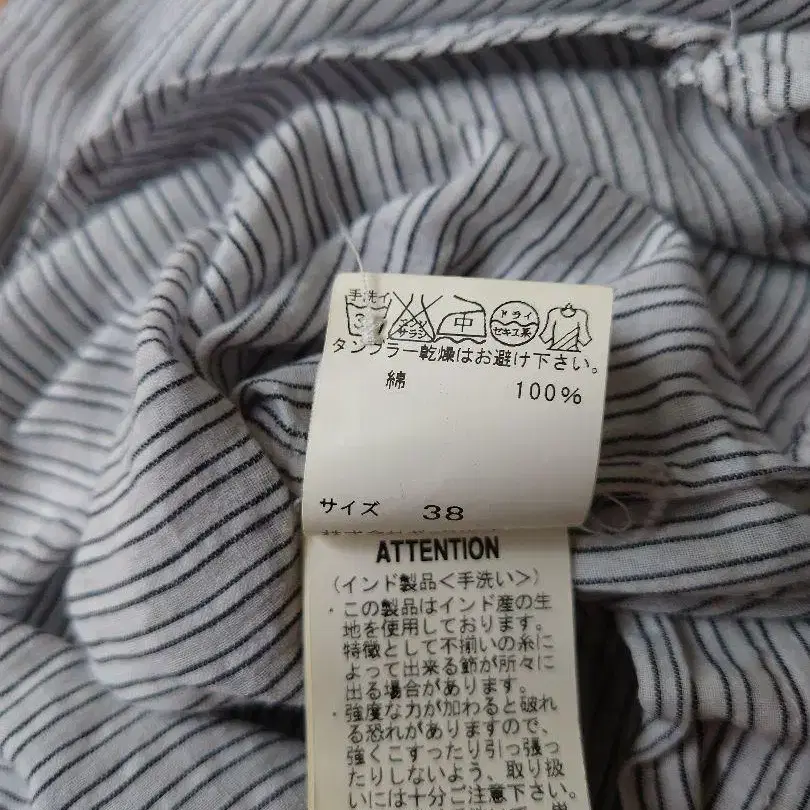 手洗イ
30
エンソ
サラシ
中
ドライ
セキユ系
タンブラー乾燥はお避け下さい。
綿 100%
サイズ 38
ATTENTION
(インド製品<手洗い>)
・この製品はインド産の生
地を使用しております。
特徴として不揃いの糸に
よって出来る節が所々に
出る場合があります。
・強度な力が加わると破れ
る恐れがありますので、
強くこすったり引っ張っ
たりしないよう、取り扱
いには十分ご注意下さい。